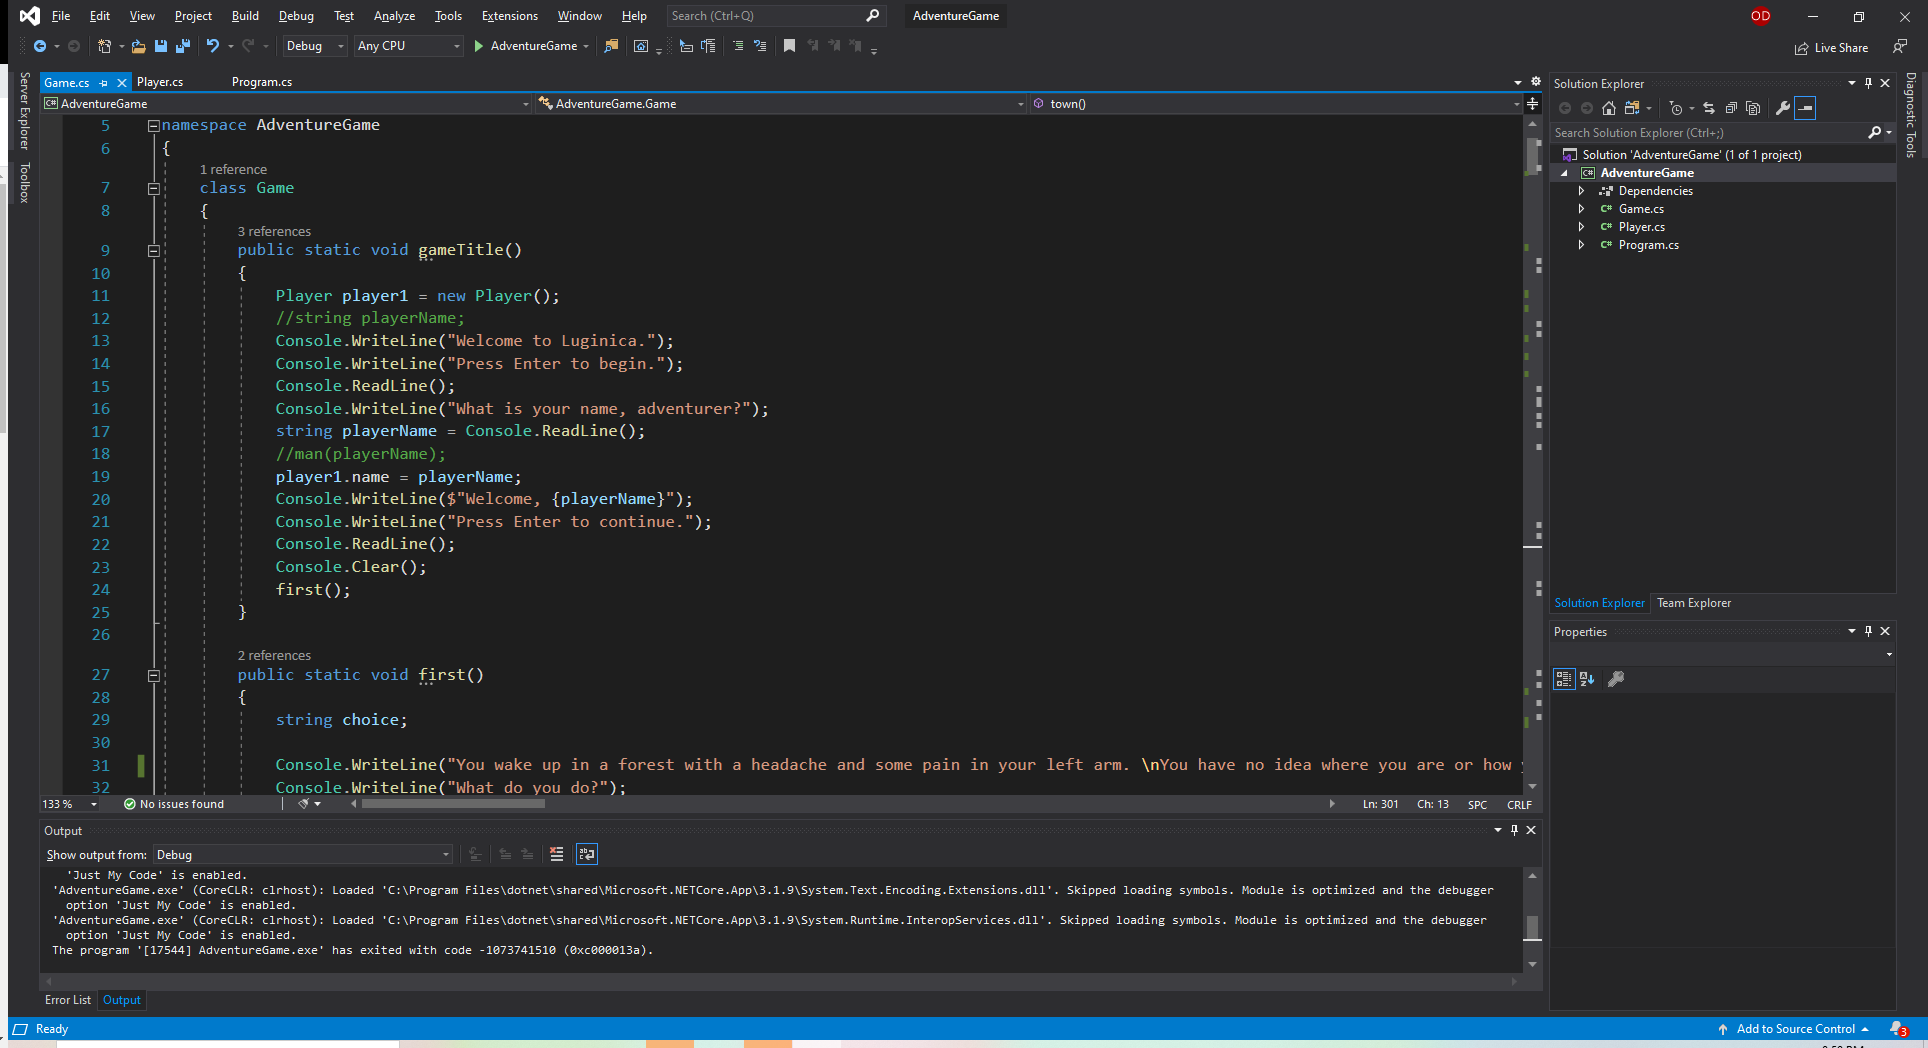 File Edit View Project Build Debug Test Analyze Tools Extensions Window Help Search (Ctrl+Q) AdventureGame OD
Debug Any CPU AdventureGame Live Share
Server Explorer
Toolbox
Game.cs Player.cs Program.cs
C# AdventureGame AdventureGame.Game town()
5 namespace AdventureGame
6 {
1 reference
7 class Game
8 {
3 references
9 public static void gameTitle()
10 {
11 Player player1 = new Player();
12 //string playerName;
13 Console.WriteLine("Welcome to Luginica.");
14 Console.WriteLine("Press Enter to begin.");
15 Console.ReadLine();
16 Console.WriteLine("What is your name, adventurer?");
17 string playerName = Console.ReadLine();
18 //man(playerName);
19 player1.name = playerName;
20 Console.WriteLine($"Welcome, {playerName}");
21 Console.WriteLine("Press Enter to continue.");
22 Console.ReadLine();
23 Console.Clear();
24 first();
25 }
26
2 references
27 public static void first()
28 {
29 string choice;
30
31 Console.WriteLine("You wake up in a forest with a headache and some pain in your left arm. \nYou have no idea where you are or how
32 Console.WriteLine("What do you do?");
133 % No issues found Ln: 301 Ch: 13 SPC CRLF
Output
Show output from: Debug
'Just My Code' is enabled.
'AdventureGame.exe' (CoreCLR: clrhost): Loaded 'C:\Program Files\dotnet\shared\Microsoft.NETCore.App\3.1.9\System.Text.Encoding.Extensions.dll'. Skipped loading symbols. Module is optimized and the debugger
option 'Just My Code' is enabled.
'AdventureGame.exe' (CoreCLR: clrhost): Loaded 'C:\Program Files\dotnet\shared\Microsoft.NETCore.App\3.1.9\System.Runtime.InteropServices.dll'. Skipped loading symbols. Module is optimized and the debugger
option 'Just My Code' is enabled.
The program '[17544] AdventureGame.exe' has exited with code -1073741510 (0xc000013a).
Error List Output
Solution Explorer
Search Solution Explorer (Ctrl+;)
Solution 'AdventureGame' (1 of 1 project)
C# AdventureGame
Dependencies
C# Game.cs
C# Player.cs
C# Program.cs
Solution Explorer Team Explorer
Properties
Diagnostic Tools
Ready Add to Source Control 3